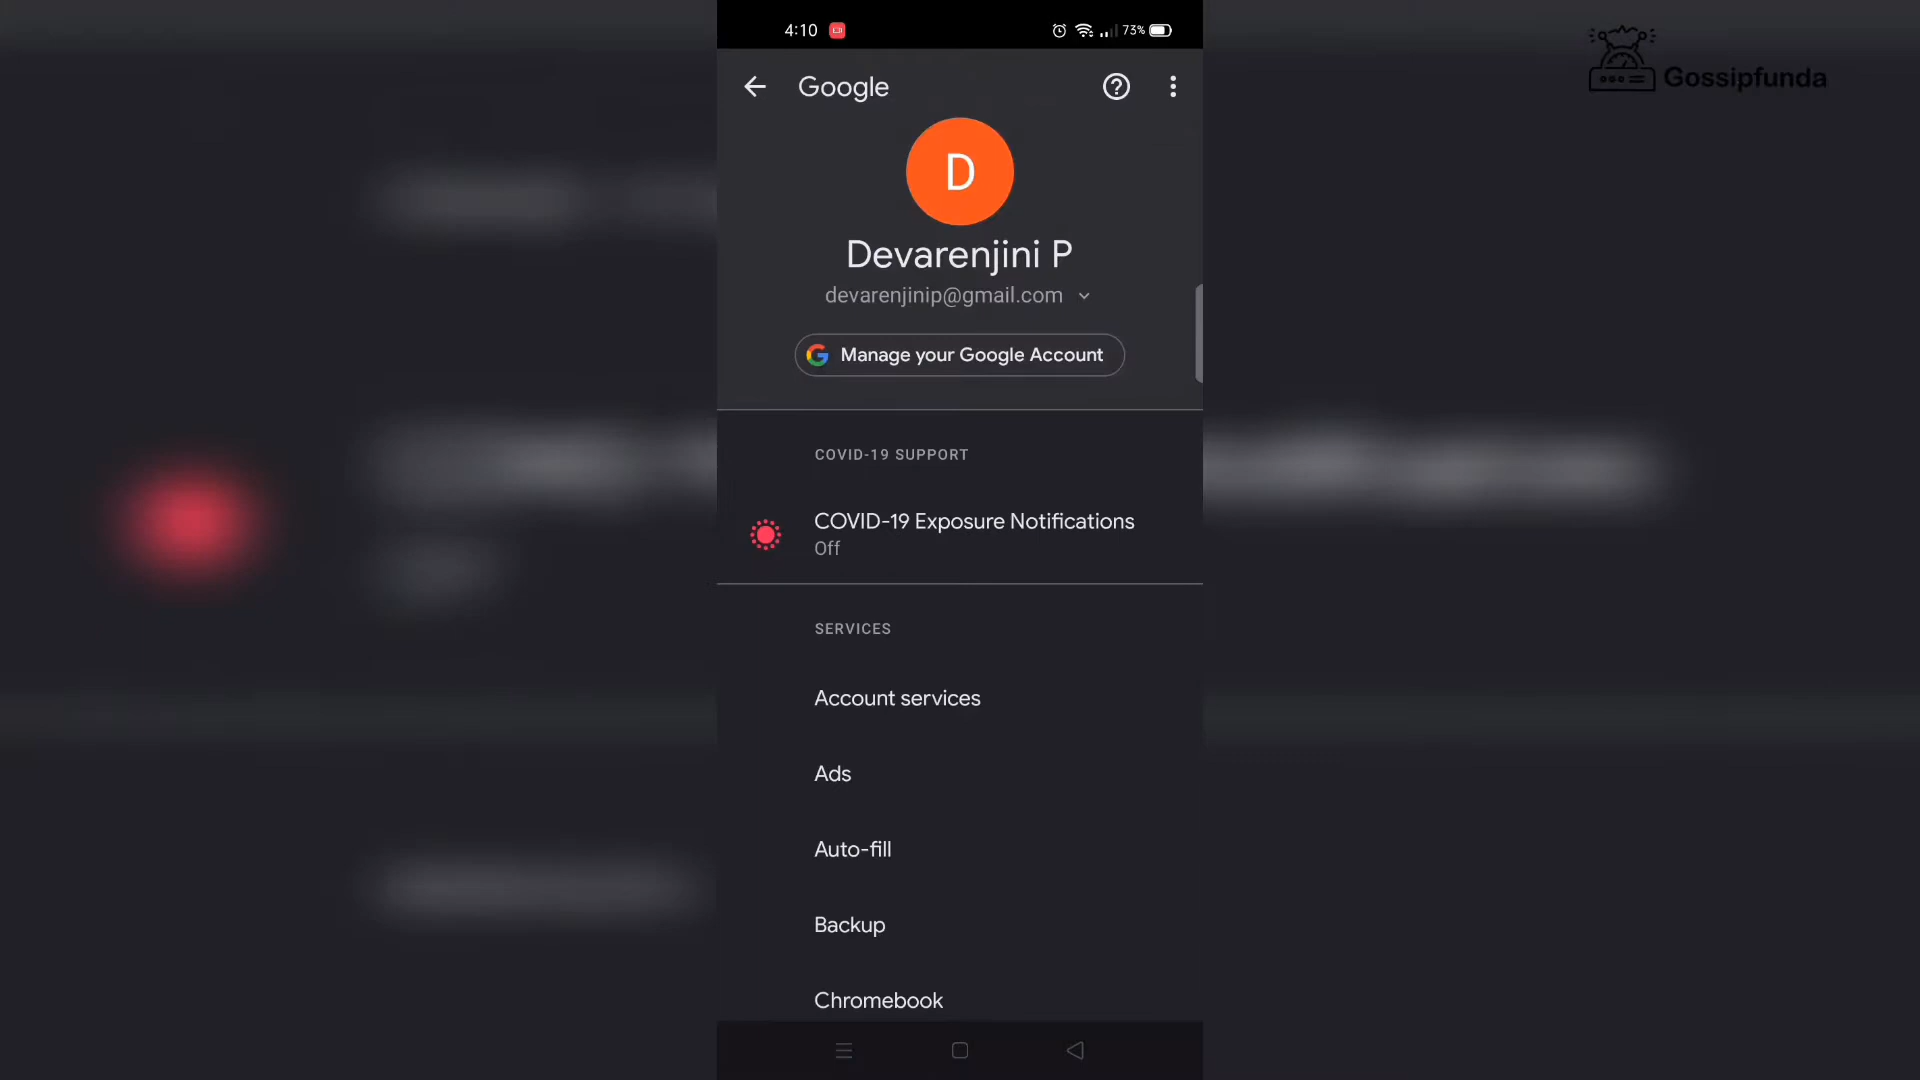 4:10
73%
Gossipfunda
Google
D
Devarenjini P
devarenjinip@gmail.com
Manage your Google Account
COVID-19 SUPPORT
COVID-19 Exposure Notifications
Off
SERVICES
Account services
Ads
Auto-fill
Backup
Chromebook